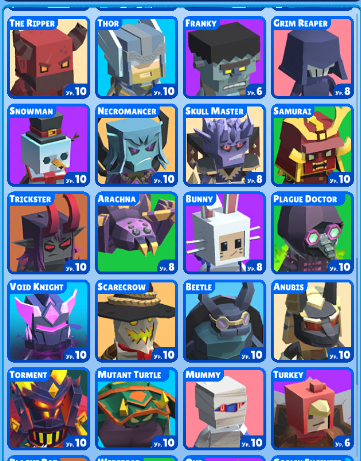 The Ripper
Thor
Franky
Grim Reaper
Ур. 10
Ур. 10
Ур. 6
Ур. 8
Snowman
Necromancer
Skull Master
Samurai
Ур. 10
Ур. 10
Ур. 8
Ур. 10
Trickster
Arachna
Bunny
Plague Doctor
Ур. 10
Ур. 8
Ур. 8
Ур. 10
Void Knight
Scarecrow
Beetle
Anubis
Ур. 10
Ур. 10
Ур. 10
Ур. 10
Torment
Mutant Turtle
Mummy
Turkey
Ур. 10
Ур. 10
Ур. 10
Ур. 6